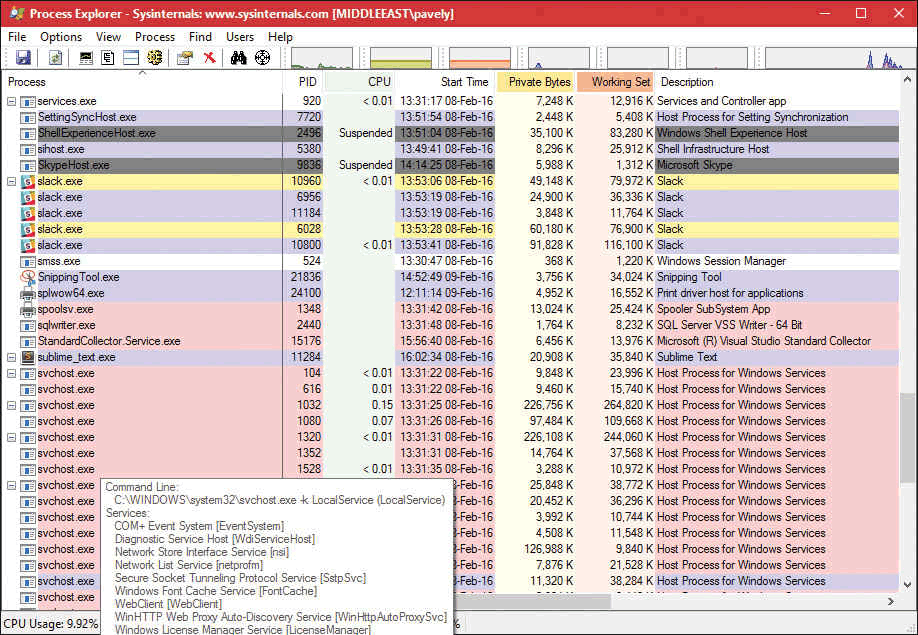 Process Explorer - Sysinternals: www.sysinternals.com [MIDDLEEAST\pavely]
File Options View Process Find Users Help
Process PID CPU Start Time Private Bytes Working Set Description
services.exe 920 < 0.01 13:31:17 08-Feb-16 7,248 K 12,916 K Services and Controller app
SettingSyncHost.exe 7720 13:51:54 08-Feb-16 2,448 K 5,408 K Host Process for Setting Synchronization
ShellExperienceHost.exe 2496 Suspended 13:51:04 08-Feb-16 35,100 K 83,280 K Windows Shell Experience Host
sihost.exe 5380 13:49:41 08-Feb-16 8,296 K 25,912 K Shell Infrastructure Host
SkypeHost.exe 9836 Suspended 14:14:25 08-Feb-16 5,988 K 1,312 K Microsoft Skype
slack.exe 10960 < 0.01 13:53:06 08-Feb-16 49,148 K 79,972 K Slack
slack.exe 6956 13:53:19 08-Feb-16 24,900 K 36,336 K Slack
slack.exe 11184 13:53:19 08-Feb-16 3,848 K 11,764 K Slack
slack.exe 6028 13:53:28 08-Feb-16 60,180 K 76,900 K Slack
slack.exe 10800 < 0.01 13:53:41 08-Feb-16 91,828 K 116,100 K Slack
smss.exe 524 13:30:47 08-Feb-16 368 K 1,220 K Windows Session Manager
SnippingTool.exe 21836 14:52:49 09-Feb-16 3,756 K 34,024 K Snipping Tool
splwow64.exe 24100 12:11:14 09-Feb-16 4,952 K 16,552 K Print driver host for applications
spoolsv.exe 1348 13:31:42 08-Feb-16 13,024 K 25,424 K Spooler SubSystem App
sqlwriter.exe 2440 13:31:48 08-Feb-16 1,764 K 8,232 K SQL Server VSS Writer - 64 Bit
StandardCollector.Service.exe 15176 15:56:40 08-Feb-16 6,456 K 13,976 K Microsoft (R) Visual Studio Standard Collector
sublime_text.exe 11284 16:02:34 08-Feb-16 20,908 K 35,840 K Sublime Text
svchost.exe 104 < 0.01 13:31:22 08-Feb-16 9,848 K 23,996 K Host Process for Windows Services
svchost.exe 616 0.01 13:31:22 08-Feb-16 9,460 K 15,740 K Host Process for Windows Services
svchost.exe 1032 0.15 13:31:25 08-Feb-16 226,756 K 264,820 K Host Process for Windows Services
svchost.exe 1080 0.07 13:31:26 08-Feb-16 97,484 K 109,668 K Host Process for Windows Services
svchost.exe 1320 < 0.01 13:31:31 08-Feb-16 226,108 K 244,060 K Host Process for Windows Services
svchost.exe 1352 13:31:31 08-Feb-16 14,764 K 37,568 K Host Process for Windows Services
svchost.exe 1528 < 0.01 13:31:35 08-Feb-16 3,288 K 10,972 K Host Process for Windows Services
svchost.exe 25,848 K 38,772 K Host Process for Windows Services
svchost.exe 20,452 K 36,296 K Host Process for Windows Services
svchost.exe 3,992 K 10,744 K Host Process for Windows Services
svchost.exe 4,508 K 11,548 K Host Process for Windows Services
svchost.exe 126,988 K 9,840 K Host Process for Windows Services
svchost.exe 7,876 K 21,528 K Host Process for Windows Services
svchost.exe 11,320 K 38,284 K Host Process for Windows Services
svchost.exe Host Process for Windows Services
Command Line:
C:\WINDOWS\system32\svchost.exe -k LocalService (LocalService)
Services:
COM+ Event System [EventSystem]
Diagnostic Service Host [WdiServiceHost]
Network Store Interface Service [nsi]
Network List Service [netprofm]
Secure Socket Tunneling Protocol Service [SstpSvc]
Windows Font Cache Service [FontCache]
WebClient [WebClient]
WinHTTP Web Proxy Auto-Discovery Service [WinHttpAutoProxySvc]
Windows License Manager Service [LicenseManager]
CPU Usage: 9.92% %